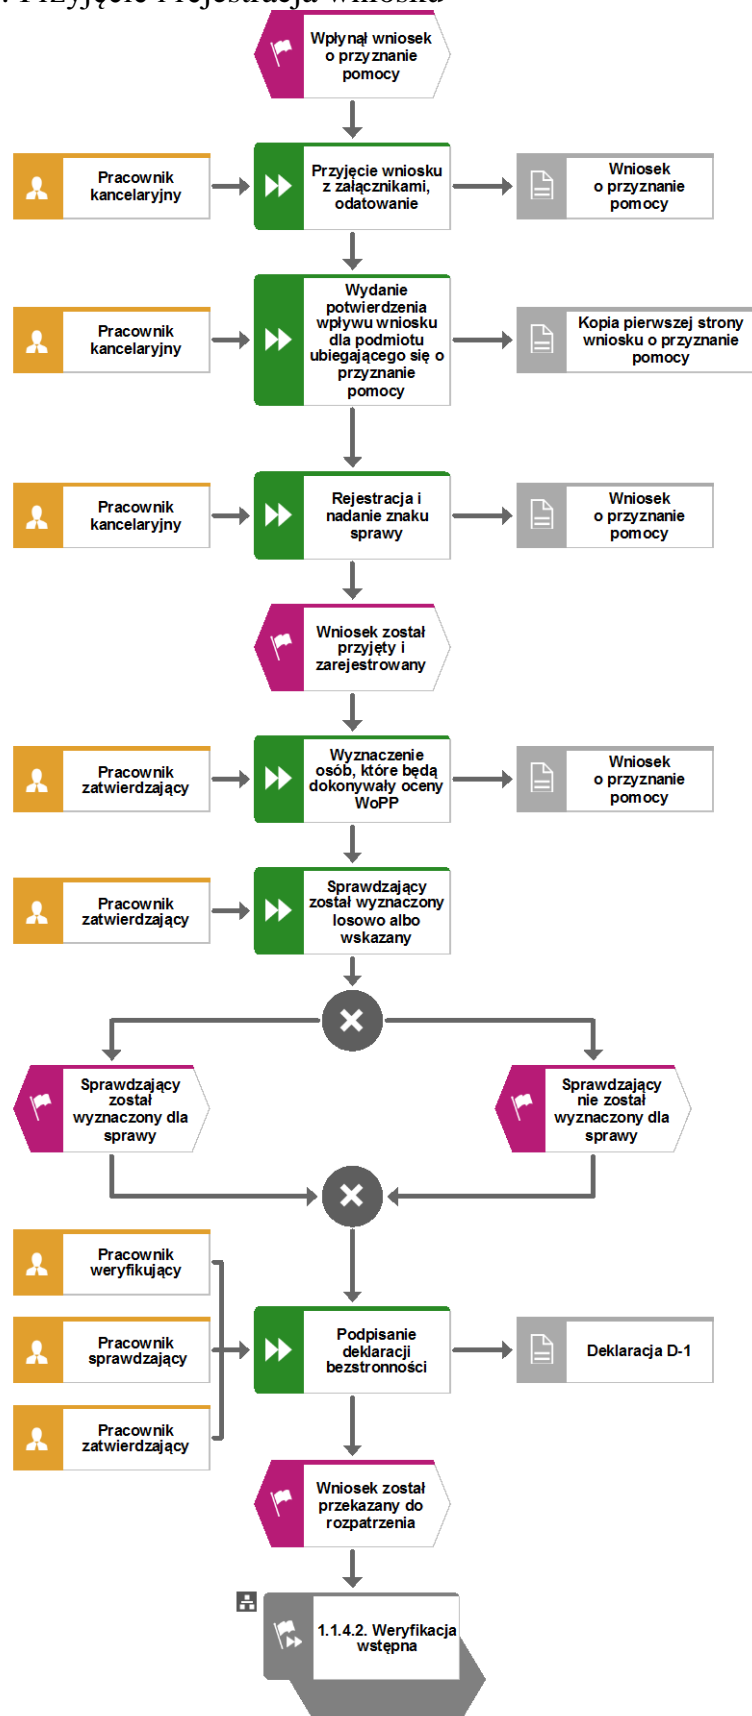 . Przyjęcie i rejestracja wniosku
Wpłynął wniosek
o przyznanie
pomocy
Pracownik
kancelaryjny
Przyjęcie wniosku
z załącznikami,
odatowanie
Wniosek
o przyznanie
pomocy
Pracownik
kancelaryjny
Wydanie
potwierdzenia
wpływu wniosku
dla podmiotu
ubiegającego się o
przyznanie
pomocy
Kopia pierwszej strony
wniosku o przyznanie
pomocy
Pracownik
kancelaryjny
Rejestracja i
nadanie znaku
sprawy
Wniosek
o przyznanie
pomocy
Wniosek został
przyjęty i
zarejestrowany
Pracownik
zatwierdzający
Wyznaczenie
osób, które będą
dokonywały oceny
WoPP
Wniosek
o przyznanie
pomocy
Pracownik
zatwierdzający
Sprawdzający
został wyznaczony
losowo albo
wskazany
Sprawdzający
został
wyznaczony dla
sprawy
Sprawdzający
nie został
wyznaczony dla
sprawy
Pracownik
weryfikujący
Pracownik
sprawdzający
Pracownik
zatwierdzający
Podpisanie
deklaracji
bezstronności
Deklaracja D-1
Wniosek został
przekazany do
rozpatrzenia
1.1.4.2. Weryfikacja
wstępna